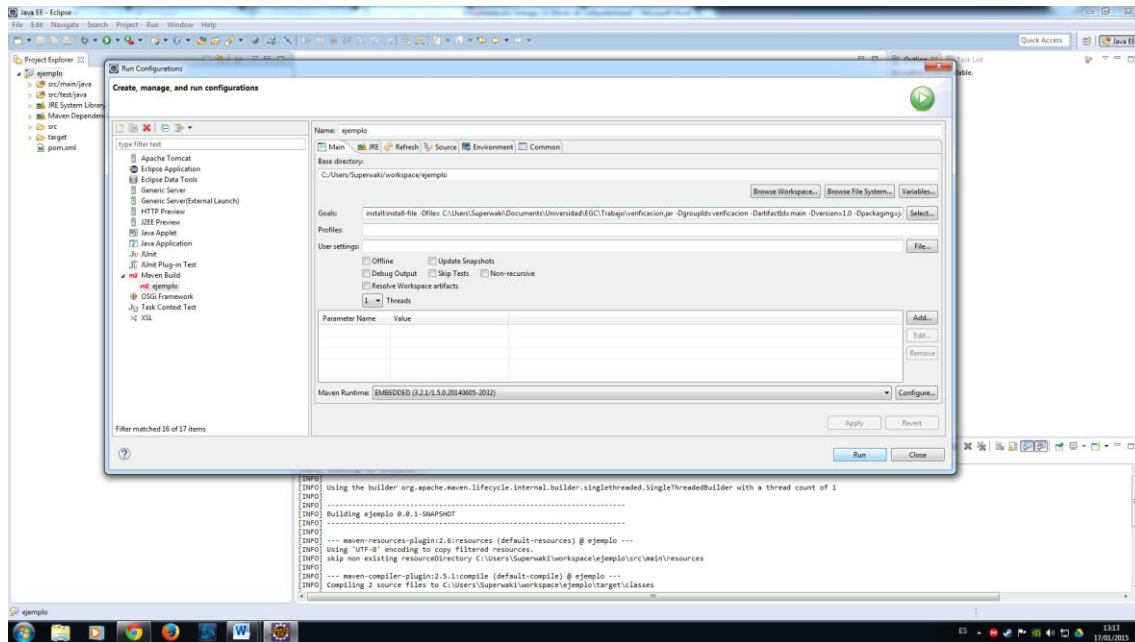 Java EE - Eclipse
File Edit Navigate Search Project Run Window Help
Quick Access
Java EE
Project Explorer
ejemplo
src/main/java
src/test/java
JRE System Library
Maven Dependen
src
target
pom.xml
Task List
Run Configurations
Create, manage, and run configurations
type filter text
Apache Tomcat
Eclipse Application
Eclipse Data Tools
Generic Server
Generic Server(External Launch)
HTTP Preview
J2EE Preview
Java Applet
Java Application
JUnit
JUnit Plug-in Test
Maven Build
ejemplo
OSGi Framework
Task Context Test
XSL
Filter matched 16 of 17 items
Name: ejemplo
Main JRE Refresh Source Environment Common
Base directory:
C:/Users/Superwaki/workspace/ejemplo
Browse Workspace... Browse File System... Variables...
Goals: install:install-file -Dfile= C:\Users\Superwaki\Documents\Universidad\EGC\Trabajo\verificacion.jar -DgroupId=verificacion -DartifactId=main -Dversion=1.0 -Dpackaging=j Select...
Profiles:
User settings: File...
Offline Update Snapshots
Debug Output Skip Tests Non-recursive
Resolve Workspace artifacts
1 Threads
Parameter Name Value
Add...
Edit...
Remove
Maven Runtime: EMBEDDED (3.2.1/1.5.0.20140605-2032) Configure...
Apply Revert
Run Close
[INFO]
[INFO] Using the builder org.apache.maven.lifecycle.internal.builder.singlethreaded.SingleThreadedBuilder with a thread count of 1
[INFO]
[INFO] ------------------------------------------------------------------------
[INFO] Building ejemplo 0.0.1-SNAPSHOT
[INFO] ------------------------------------------------------------------------
[INFO]
[INFO] --- maven-resources-plugin:2.6:resources (default-resources) @ ejemplo ---
[INFO] Using 'UTF-8' encoding to copy filtered resources.
[INFO] skip non existing resourceDirectory C:\Users\Superwaki\workspace\ejemplo\src\main\resources
[INFO]
[INFO] --- maven-compiler-plugin:2.5.1:compile (default-compile) @ ejemplo ---
[INFO] Compiling 2 source files to C:\Users\Superwaki\workspace\ejemplo\target\classes
ejemplo
ES
13:13
17/01/2015